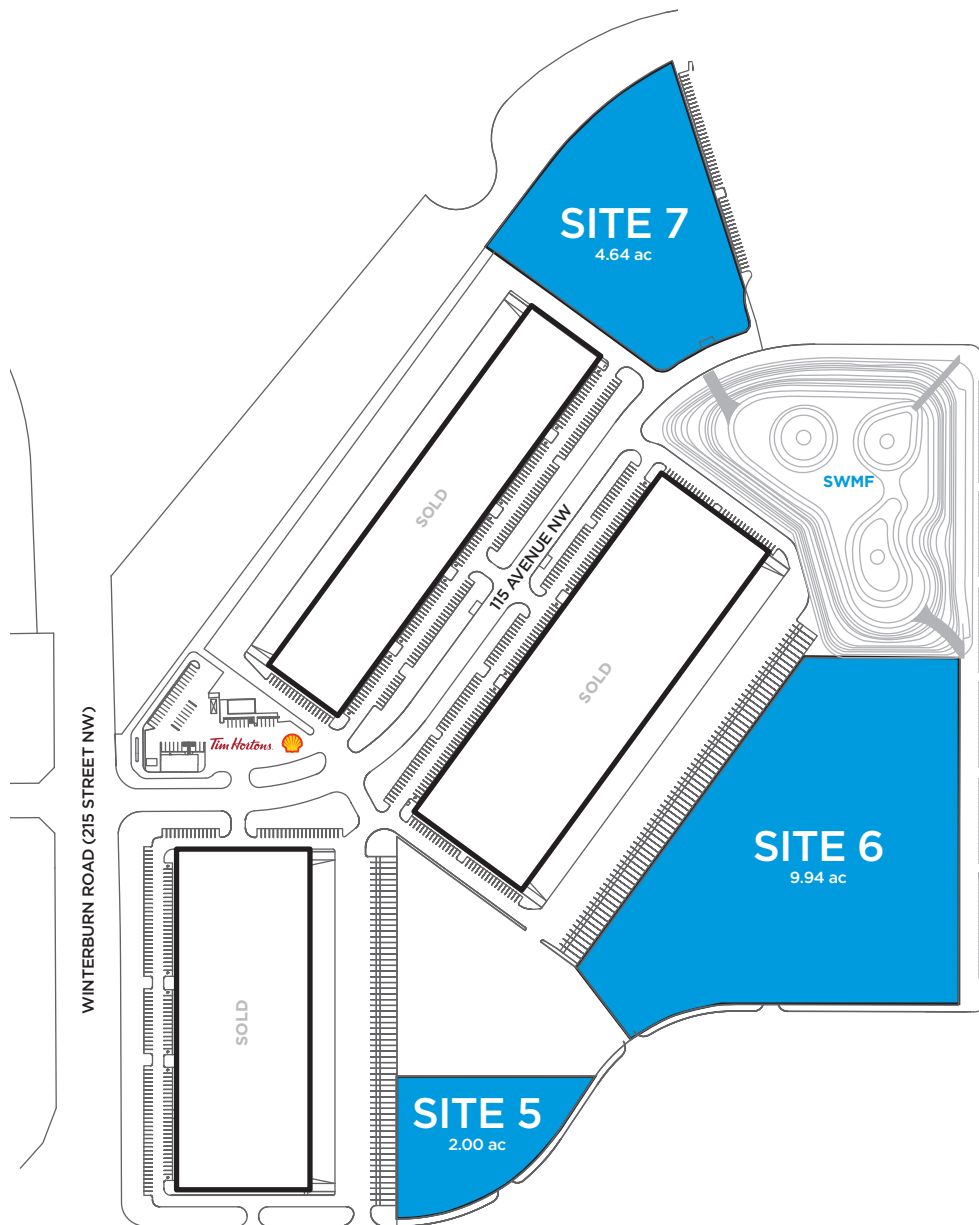 SITE 7
4.64 ac
SOLD
SWMF
115 AVENUE NW
SOLD
Tim Hortons
WINTERBURN ROAD (215 STREET NW)
SITE 6
9.94 ac
SOLD
SITE 5
2.00 ac